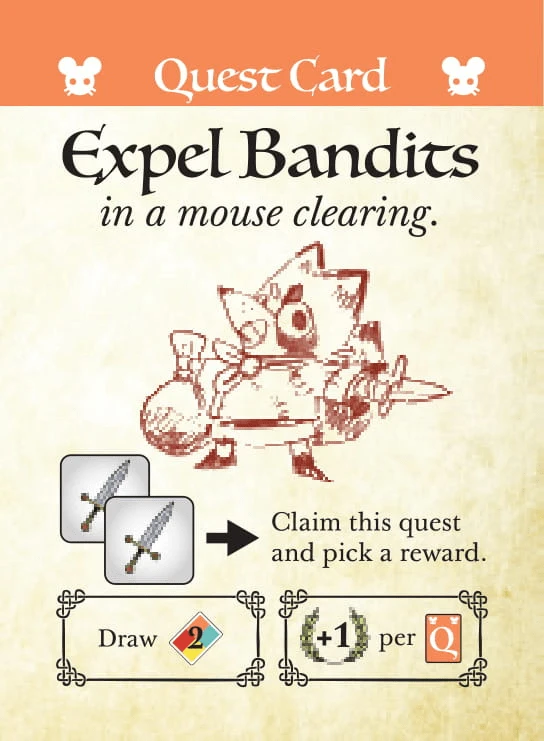 Quest Card
Expel Bandits
in a mouse clearing.
Claim this quest
and pick a reward.
Draw 2
+1 per Q